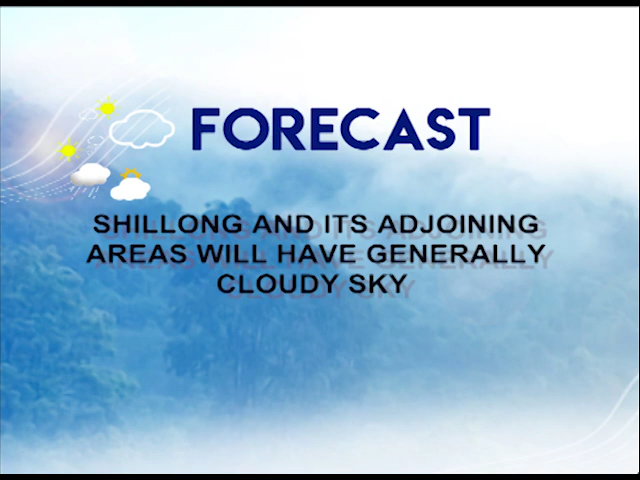 FORECAST
SHILLONG AND ITS ADJOINING
AREAS WILL HAVE GENERALLY
CLOUDY SKY